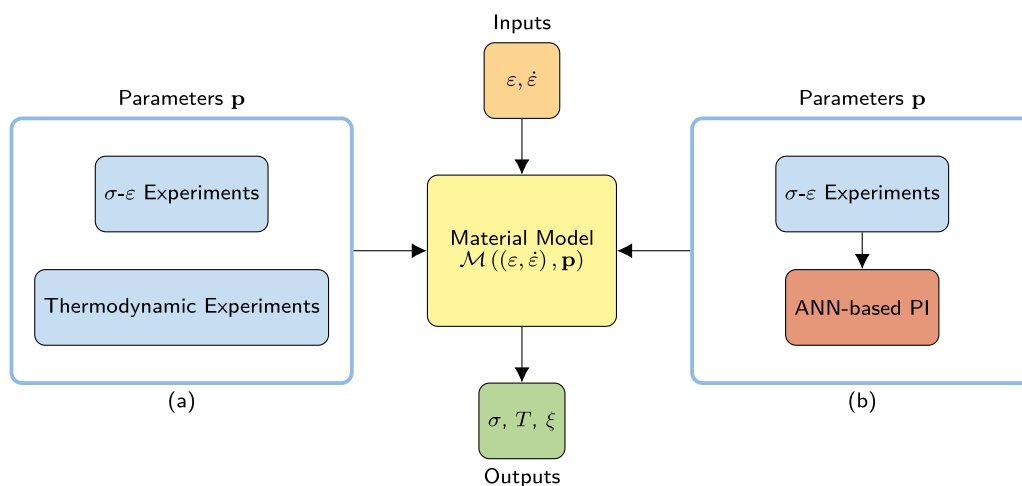 Inputs
ε, ε̇
Parameters p
σ-ε Experiments
Thermodynamic Experiments
(a)
Material Model
ℳ ((ε, ε̇) , p)
Parameters p
σ-ε Experiments
ANN-based PI
(b)
σ, T, ξ
Outputs